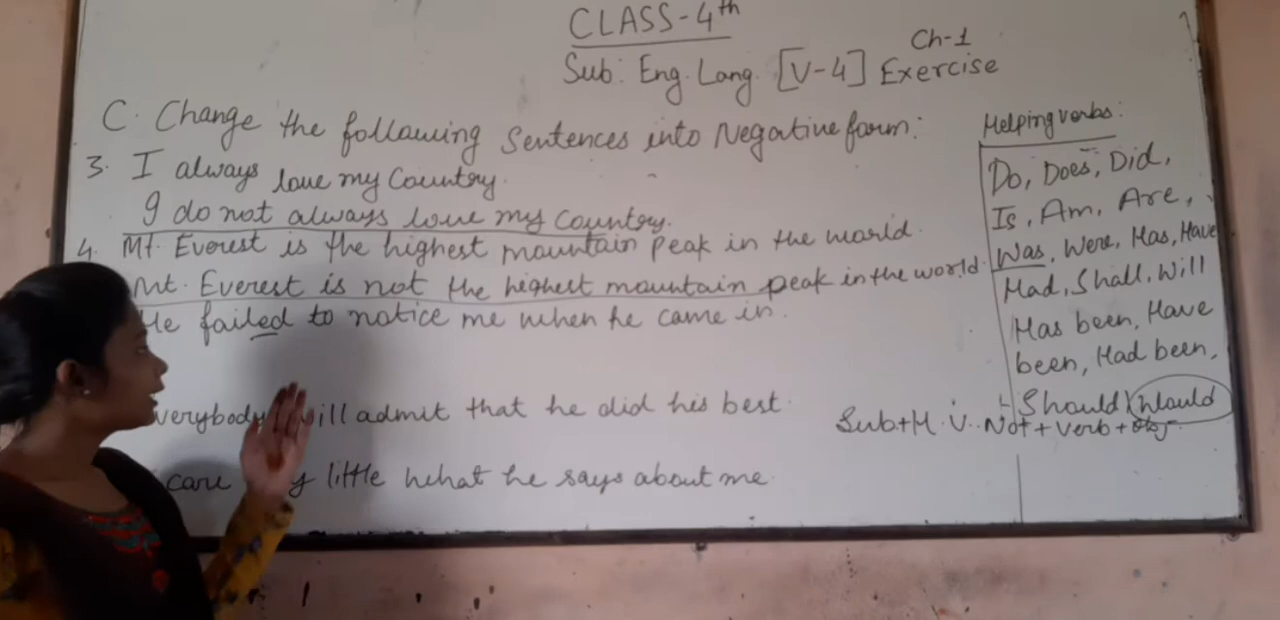 CLASS-4th
Sub: Eng. Lang. [V-4] Ch-1 Exercise
C. Change the following Sentences into Negative form:
3. I always love my Country.
I do not always love my Country.
4. Mt. Everest is the highest mountain peak in the world.
Mt. Everest is not the highest mountain peak in the world.
He failed to notice me when he came in.
verybody will admit that he did his best.
care little what he says about me.
Helping verbs:
Do, Does, Did,
Is, Am, Are,
Was, Were, Has, Have
Had, Shall, Will
Has been, Have
been, Had been,
Should, Would
Sub+H.V.. Not + Verb + Obj.